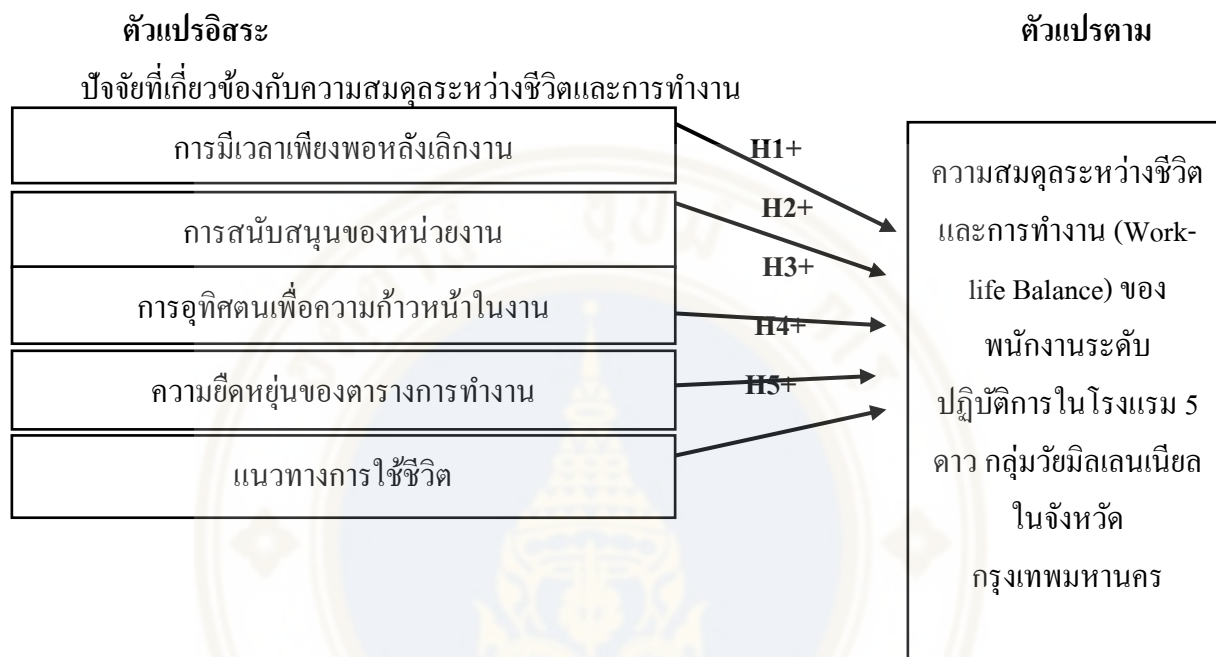 ตัวแปรอิสระ
ตัวแปรตาม
ปัจจัยที่เกี่ยวข้องกับความสมดุลระหว่างชีวิตและการทำงาน
การมีเวลาเพียงพอหลังเลิกงาน
การสนับสนุนของหน่วยงาน
การอุทิศตนเพื่อความก้าวหน้าในงาน
ความยืดหยุ่นของตารางการทำงาน
แนวทางการใช้ชีวิต
H1+
H2+
H3+
H4+
H5+
ความสมดุลระหว่างชีวิต
และการทำงาน (Work-
life Balance) ของ
พนักงานระดับ
ปฏิบัติการในโรงแรม 5
ดาว กลุ่มวัยมิลเลนเนียล
ในจังหวัด
กรุงเทพมหานคร